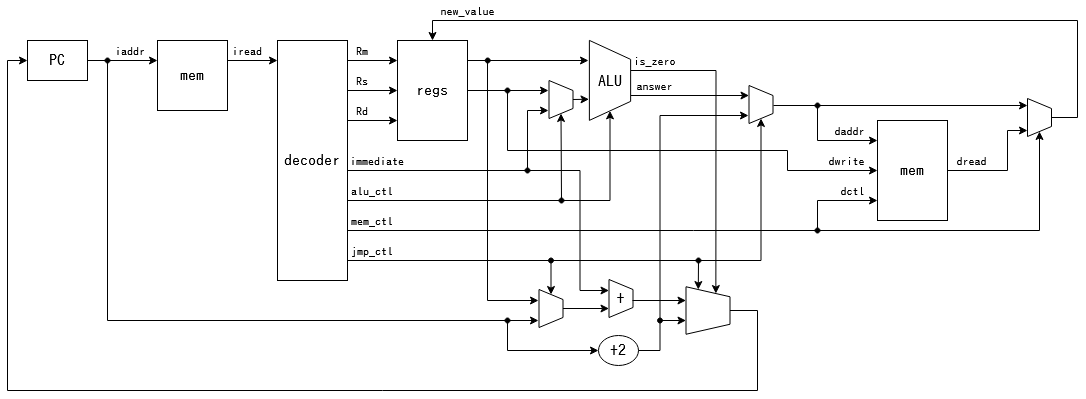 new_value
PC
iaddr
mem
iread
decoder
Rm
Rs
Rd
regs
immediate
alu_ctl
mem_ctl
jmp_ctl
ALU
is_zero
answer
daddr
dwrite
dctl
mem
dread
+
+2